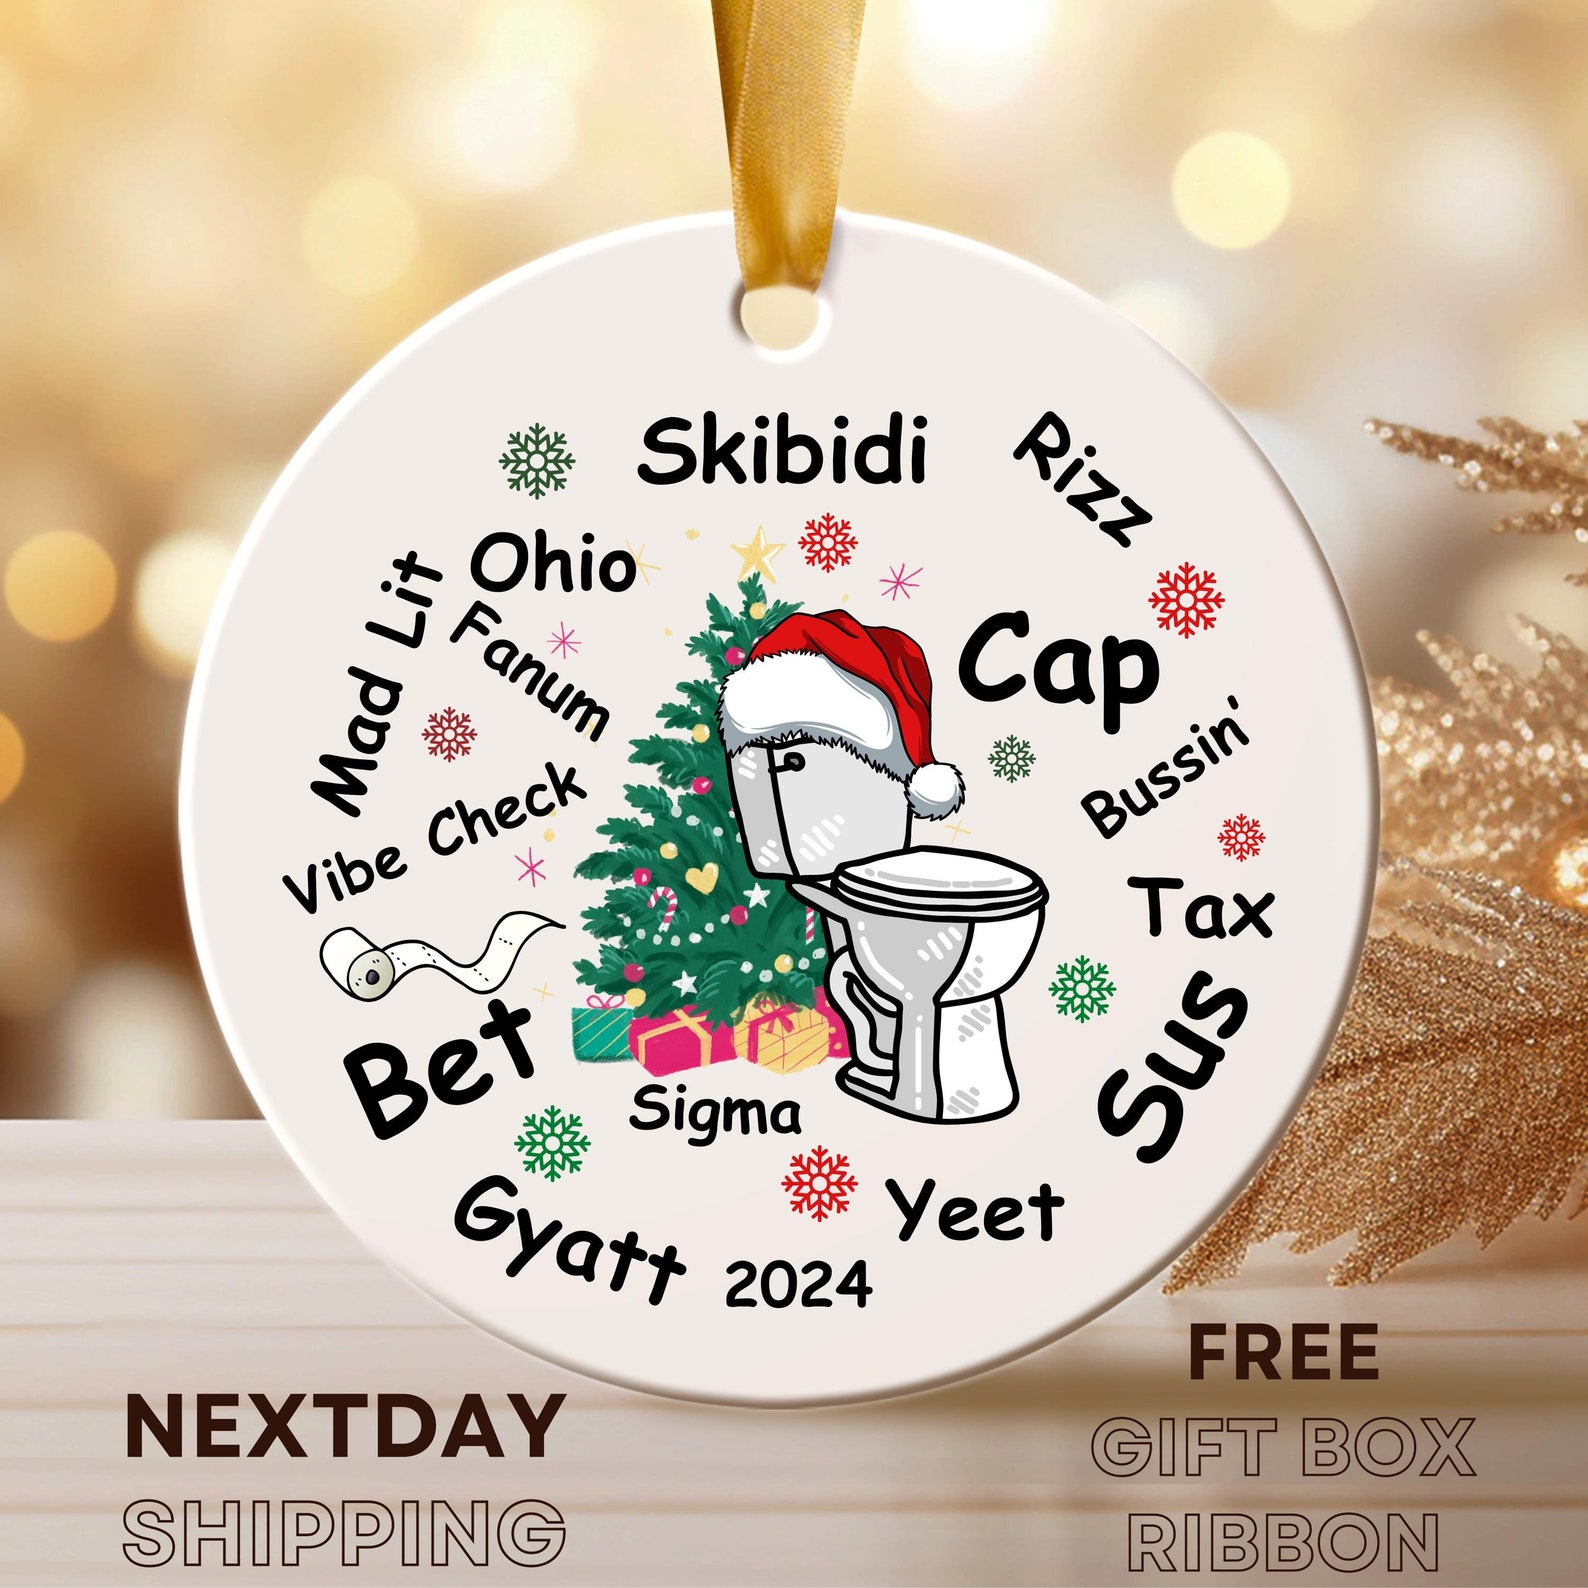 Skibidi
Rizz
Ohio
Mad Lit
Fanum
Cap
Bussin'
Vibe Check
Tax
Bet
Sus
Sigma
Gyatt
Yeet
2024
NEXTDAY
SHIPPING
FREE
GIFT BOX
RIBBON